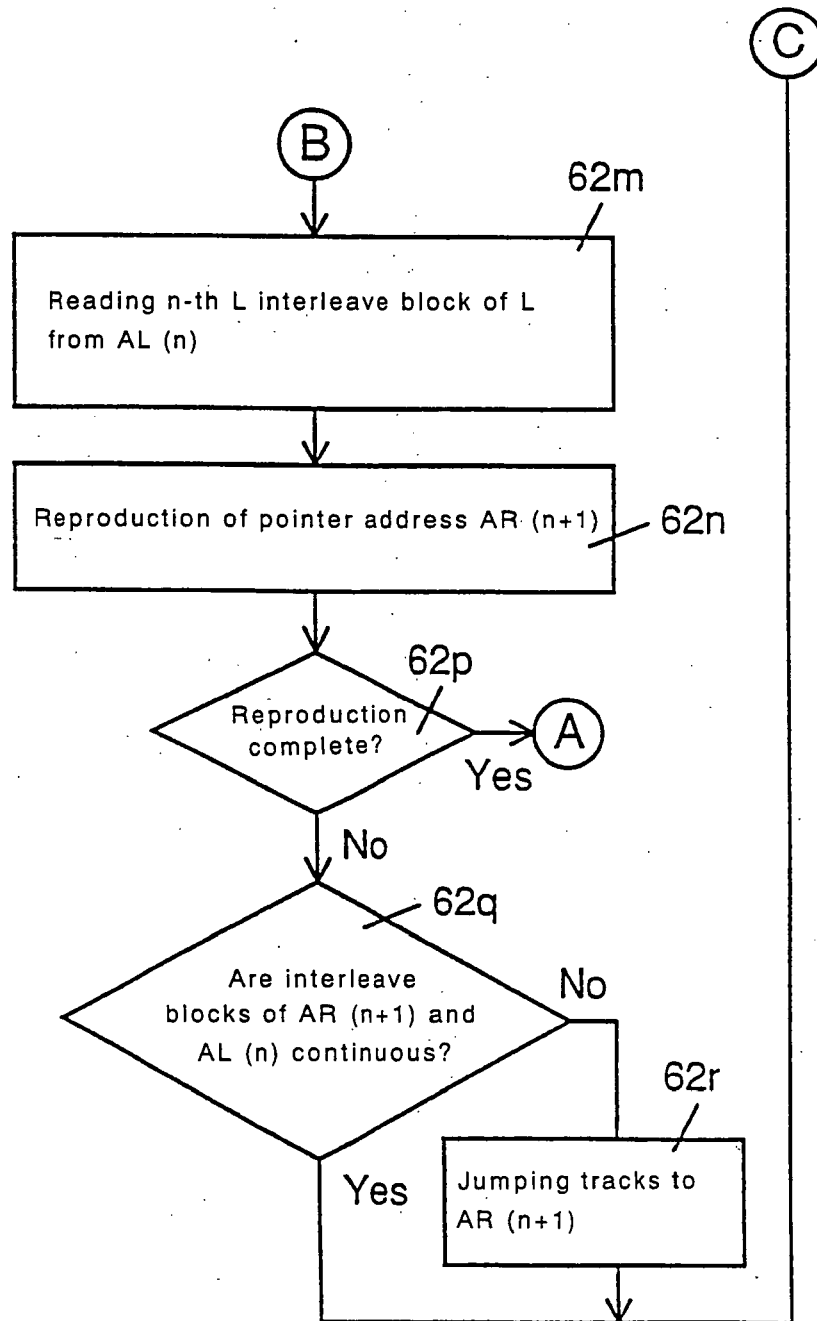 C
B
62m
Reading n-th L interleave block of L
from AL (n)
Reproduction of pointer address AR (n+1)
62n
62p
Reproduction
complete?
A
Yes
No
62q
Are interleave
blocks of AR (n+1) and
AL (n) continuous?
No
62r
Yes
Jumping tracks to
AR (n+1)